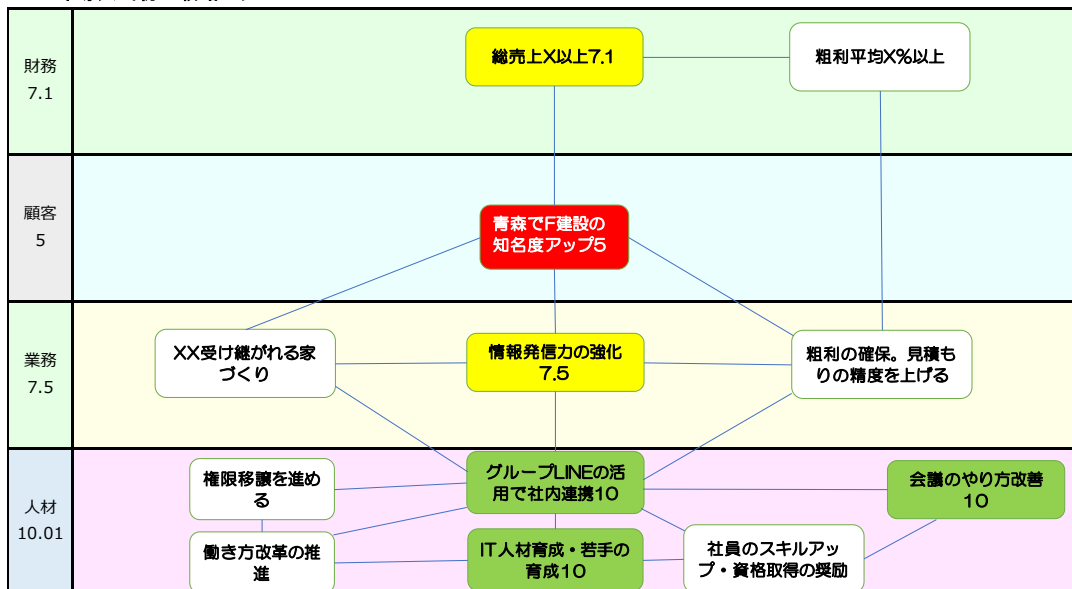 財務
7.1
総売上X以上7.1
粗利平均X%以上
顧客
5
青森でF建設の
知名度アップ5
業務
7.5
XX受け継がれる家
づくり
情報発信力の強化
7.5
粗利の確保。見積も
りの精度を上げる
人材
10.01
権限移譲を進め
る
グループLINEの活
用で社内連携10
会議のやり方改善
10
働き方改革の推
進
IT人材育成・若手の
育成10
社員のスキルアッ
プ・資格取得の奨励